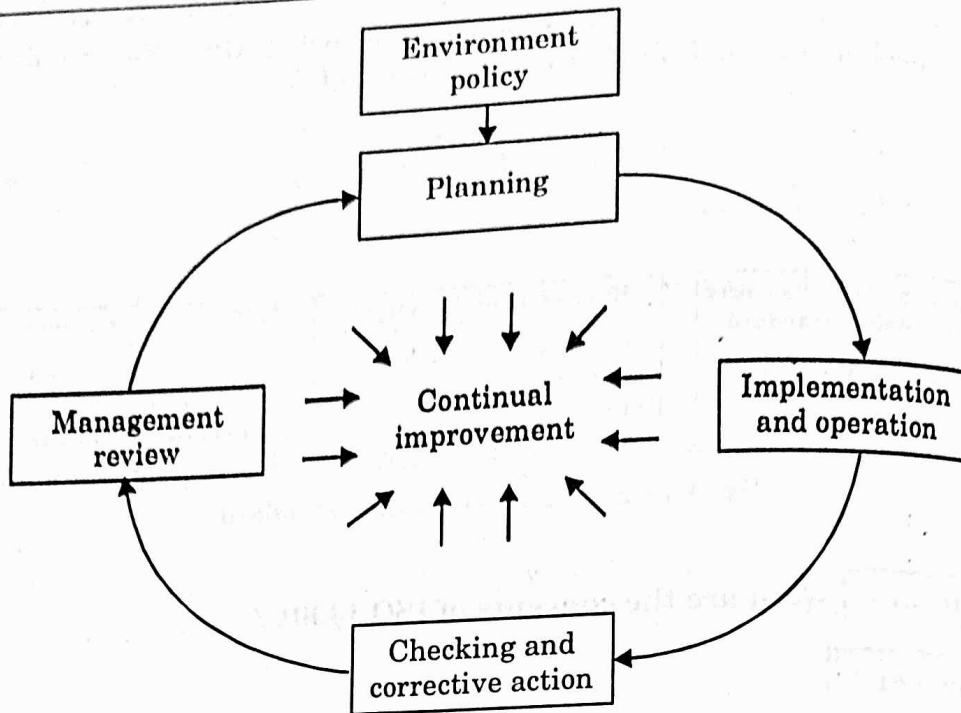 Environment
policy
Planning
Continual
improvement
Implementation
and operation
Management
review
Checking and
corrective action